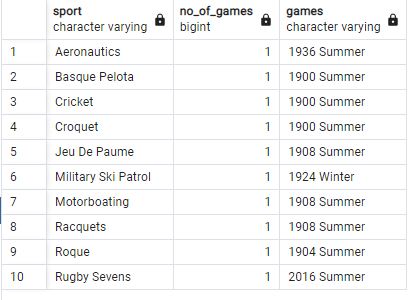 sport no_of_games games
character varying bigint character varying
1 Aeronautics 1 1936 Summer
2 Basque Pelota 1 1900 Summer
3 Cricket 1 1900 Summer
4 Croquet 1 1900 Summer
5 Jeu De Paume 1 1908 Summer
6 Military Ski Patrol 1 1924 Winter
7 Motorboating 1 1908 Summer
8 Racquets 1 1908 Summer
9 Roque 1 1904 Summer
10 Rugby Sevens 1 2016 Summer